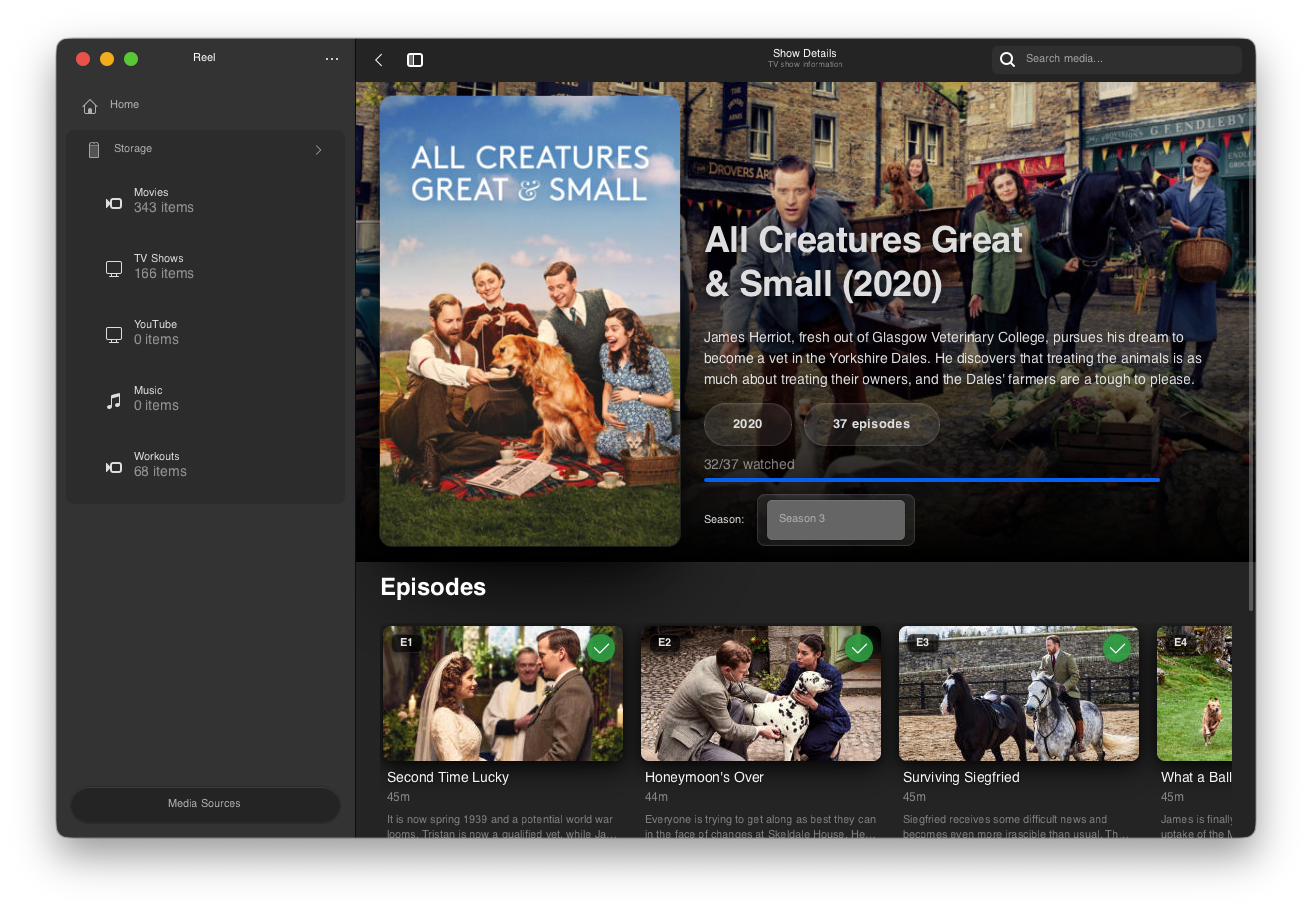 Reel
Home
Storage
Movies
343 items
TV Shows
166 items
YouTube
0 items
Music
0 items
Workouts
68 items
Media Sources
Show Details
TV show information
Search media...
ALL CREATURES
GREAT & SMALL
THE DROVERS ARMS
DROVERS AR
G F ENDLEBY
All Creatures Great
& Small (2020)
James Herriot, fresh out of Glasgow Veterinary College, pursues his dream to
become a vet in the Yorkshire Dales. He discovers that treating the animals is as
much about treating their owners, and the Dales' farmers are a tough to please.
2020
37 episodes
32/37 watched
Season:
Season 3
Episodes
E1
Second Time Lucky
45m
It is now spring 1939 and a potential world war
looms. Tristan is now a qualified vet, while Ja...
E2
Honeymoon's Over
44m
Everyone is trying to get along as best they can
in the face of changes at Skeldale House. He...
E3
Surviving Siegfried
45m
Siegfried receives some difficult news and
becomes even more irascible than usual. Th...
E4
What a Ball
45m
James is finally
uptake of the